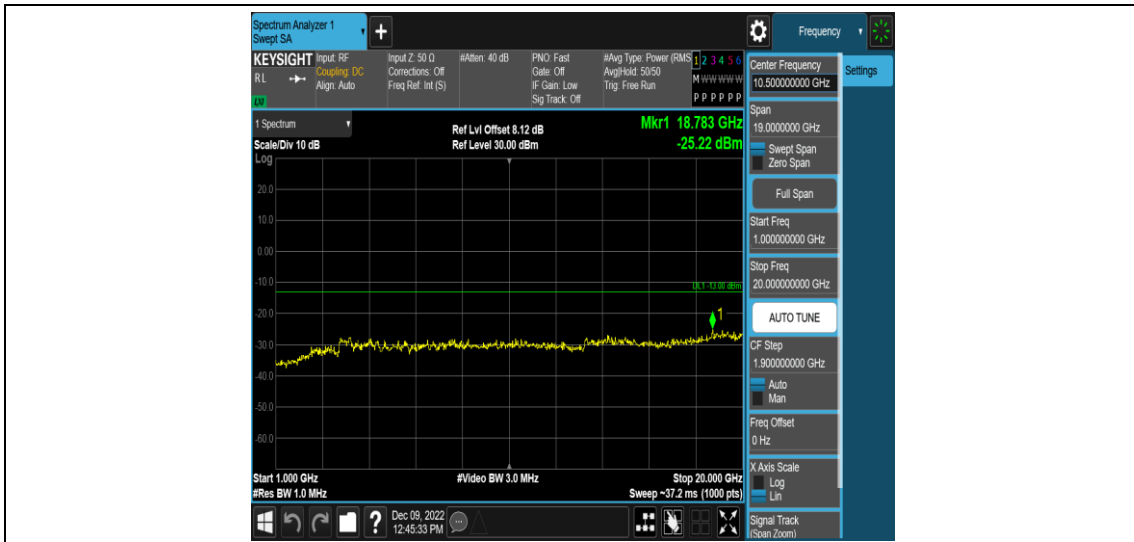 Spectrum Analyzer 1
Swept SA
+
Frequency
KEYSIGHT
RL
LM
Input: RF
Coupling: DC
Align: Auto
Input Z: 50 Ω
Corrections: Off
Freq Ref: Int (S)
#Atten: 40 dB
PNO: Fast
Gate: Off
IF Gain: Low
Sig Track: Off
#Avg Type: Power (RMS
Avg|Hold: 50/50
Trig: Free Run
1 2 3 4 5 6
M W W W W W
P P P P P P
1 Spectrum
Scale/Div 10 dB
Ref Lvl Offset 8.12 dB
Ref Level 30.00 dBm
Mkr1 18.783 GHz
-25.22 dBm
Log
20.0
10.0
0.00
-10.0
DL1 -13.00 dBm
-20.0
1
-30.0
-40.0
-50.0
-60.0
Start 1.000 GHz
#Res BW 1.0 MHz
#Video BW 3.0 MHz
Stop 20.000 GHz
Sweep ~37.2 ms (1000 pts)
Center Frequency
10.500000000 GHz
Settings
Span
19.0000000 GHz
Swept Span
Zero Span
Full Span
Start Freq
1.000000000 GHz
Stop Freq
20.000000000 GHz
AUTO TUNE
CF Step
1.900000000 GHz
Auto
Man
Freq Offset
0 Hz
X Axis Scale
Log
Lin
Signal Track
(Span Zoom)
?
Dec 09, 2022
12:45:33 PM